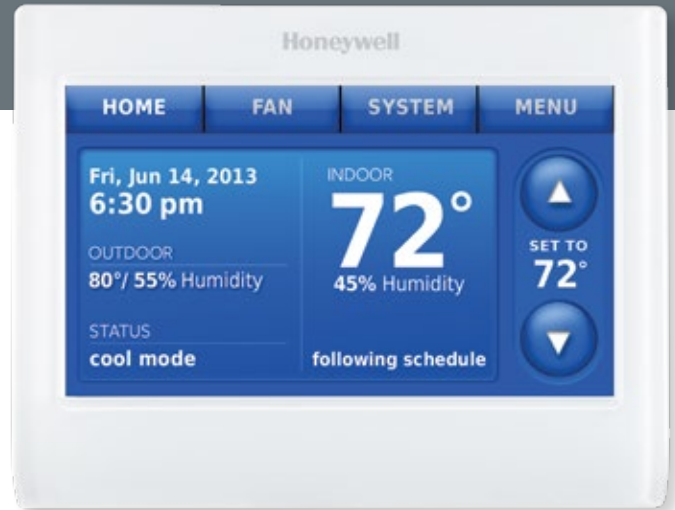 Honeywell
HOME FAN SYSTEM MENU
Fri, Jun 14, 2013
6:30 pm
OUTDOOR
80°/ 55% Humidity
STATUS
cool mode
INDOOR
72°
45% Humidity
following schedule
SET TO
72°